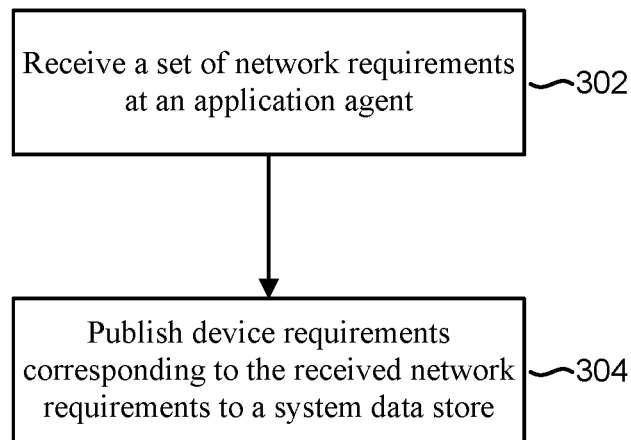 Receive a set of network requirements
at an application agent
302
Publish device requirements
corresponding to the received network
requirements to a system data store
304